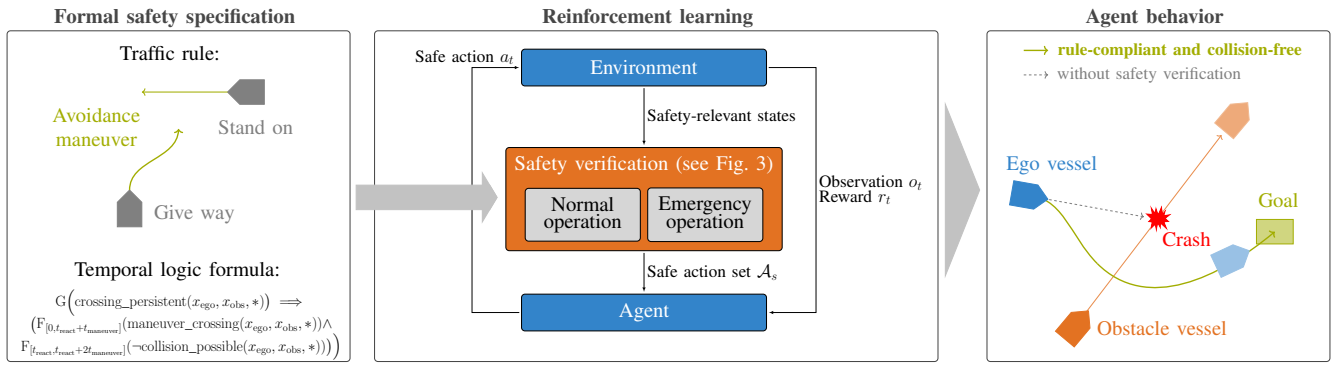 Formal safety specification
Traffic rule:
Avoidance
maneuver
Stand on
Give way
Temporal logic formula:
G(crossing_persistent(x_ego, x_obs, ∗)) ⟹
(F_[0,t_react+t_maneuver](maneuver_crossing(x_ego, x_obs, ∗))∧
F_[t_react,t_react+2t_maneuver](¬collision_possible(x_ego, x_obs, ∗))))
Reinforcement learning
Safe action a_t
Environment
Safety-relevant states
Safety verification (see Fig. 3)
Normal
operation
Emergency
operation
Observation o_t
Reward r_t
Safe action set 𝒜_s
Agent
Agent behavior
rule-compliant and collision-free
without safety verification
Ego vessel
Goal
Crash
Obstacle vessel